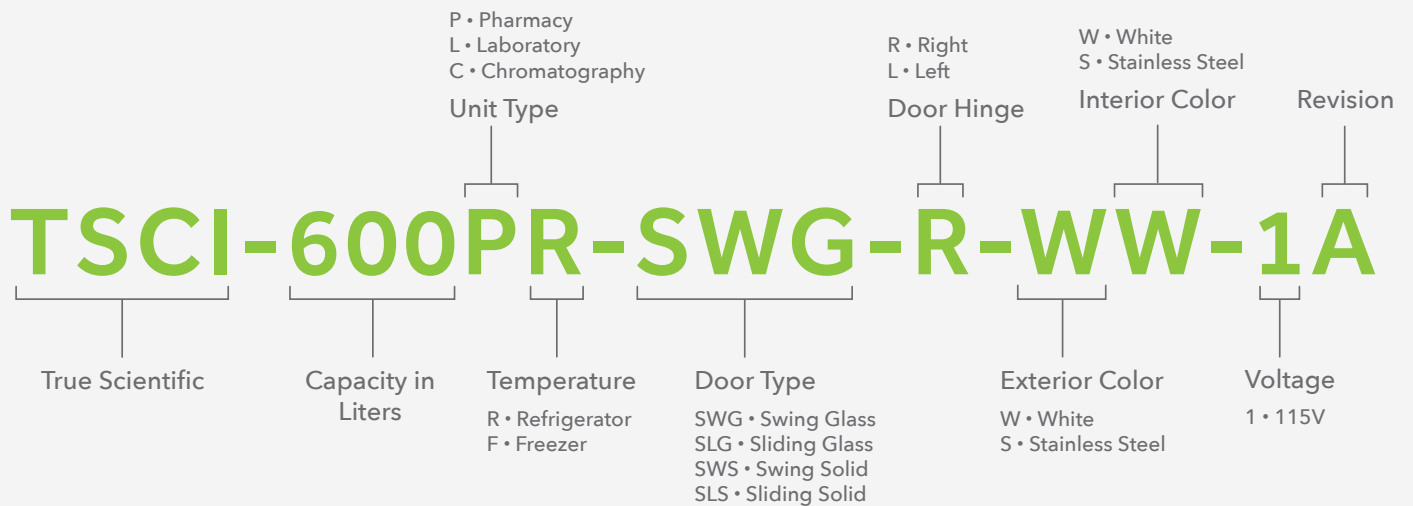 P • Pharmacy
L • Laboratory
C • Chromatography
Unit Type
R • Right
L • Left
Door Hinge
W • White
S • Stainless Steel
Interior Color
Revision
TSCI-600PR-SWG-R-WW-1A
True Scientific
Capacity in
Liters
Temperature
R • Refrigerator
F • Freezer
Door Type
SWG • Swing Glass
SLG • Sliding Glass
SWS • Swing Solid
SLS • Sliding Solid
Exterior Color
W • White
S • Stainless Steel
Voltage
1 • 115V